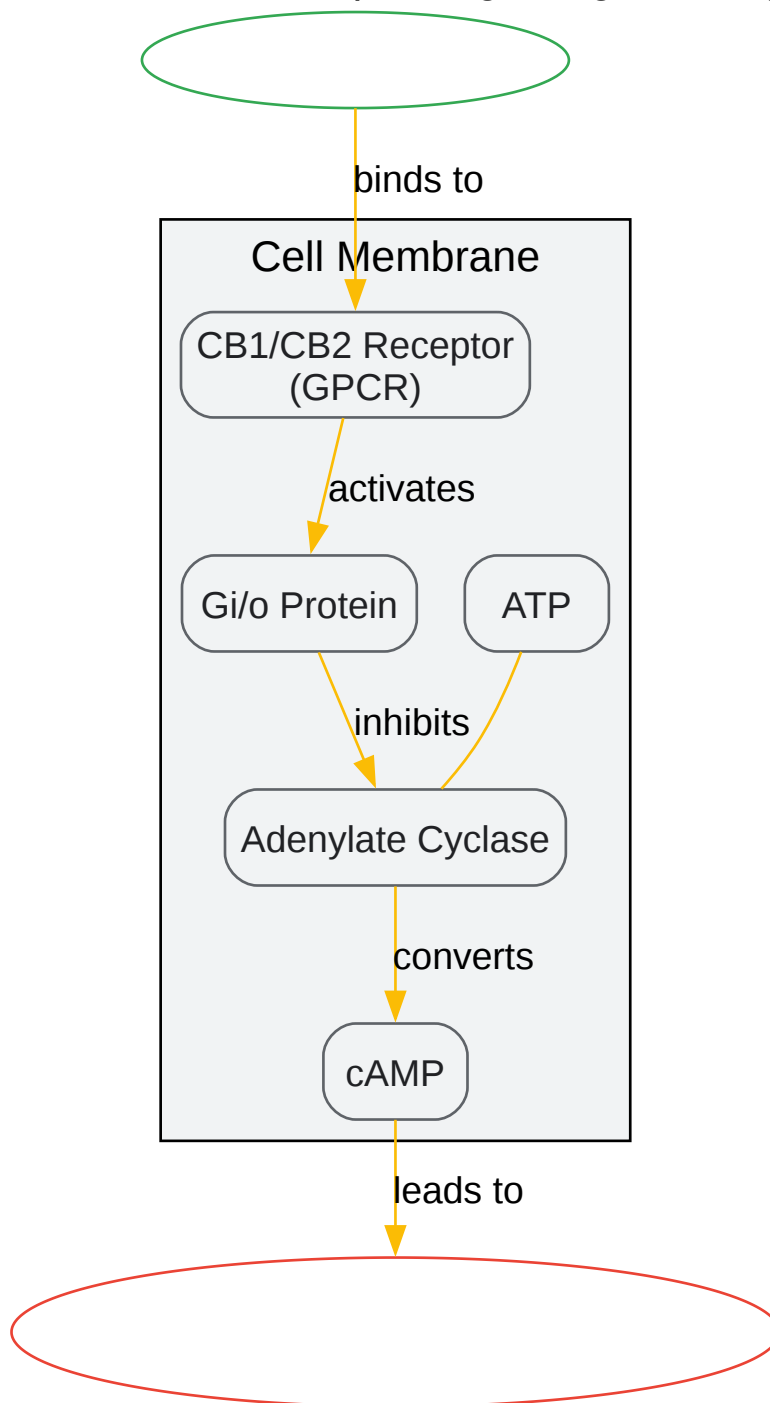 binds to
Cell Membrane
CB1/CB2 Receptor
(GPCR)
activates
Gi/o Protein
ATP
inhibits
Adenylate Cyclase
converts
cAMP
leads to